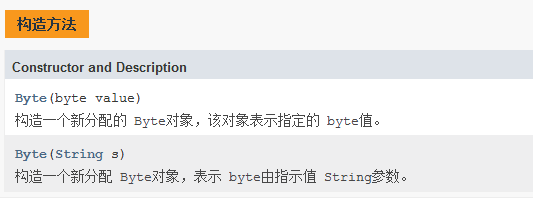 构造方法
Constructor and Description
Byte(byte value)
构造一个新分配的 Byte对象，该对象表示指定的 byte值。
Byte(String s)
构造一个新分配 Byte对象，表示 byte由指示值 String参数。